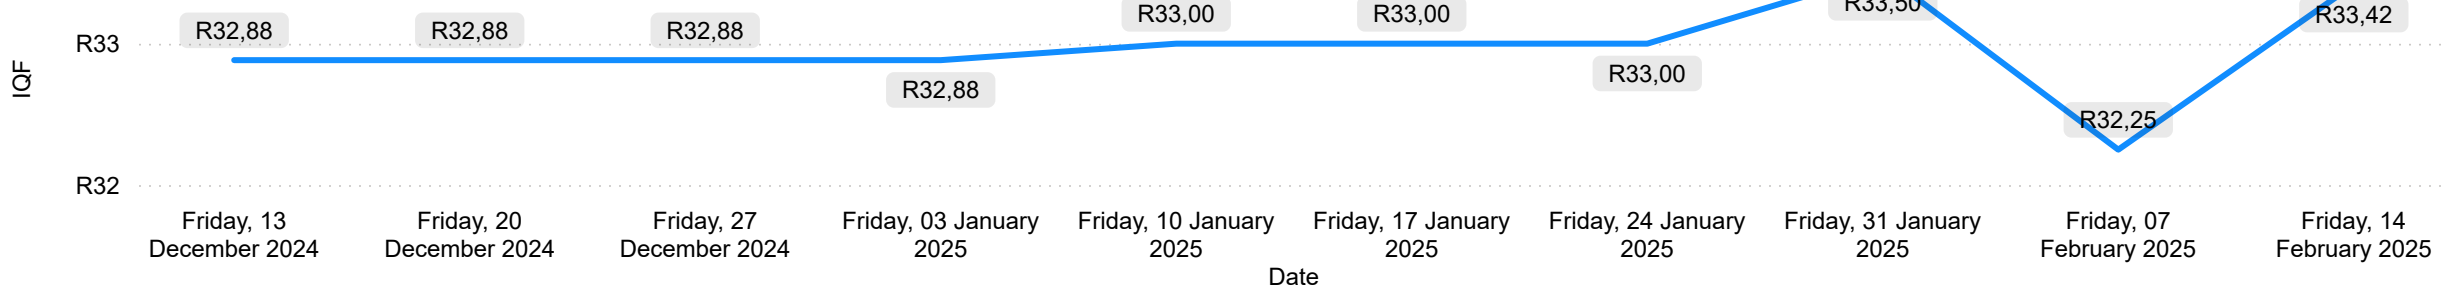 R33,00
R33,00
R33,50
R33,42
R32,88
R32,88
R32,88
R33
R33,00
R32,88
IQF
R32,25
R32
Friday, 13
December 2024
Friday, 20
December 2024
Friday, 27
December 2024
Friday, 03 January
2025
Friday, 10 January
2025
Friday, 17 January
2025
Friday, 24 January
2025
Friday, 31 January
2025
Friday, 07
February 2025
Friday, 14
February 2025
Date